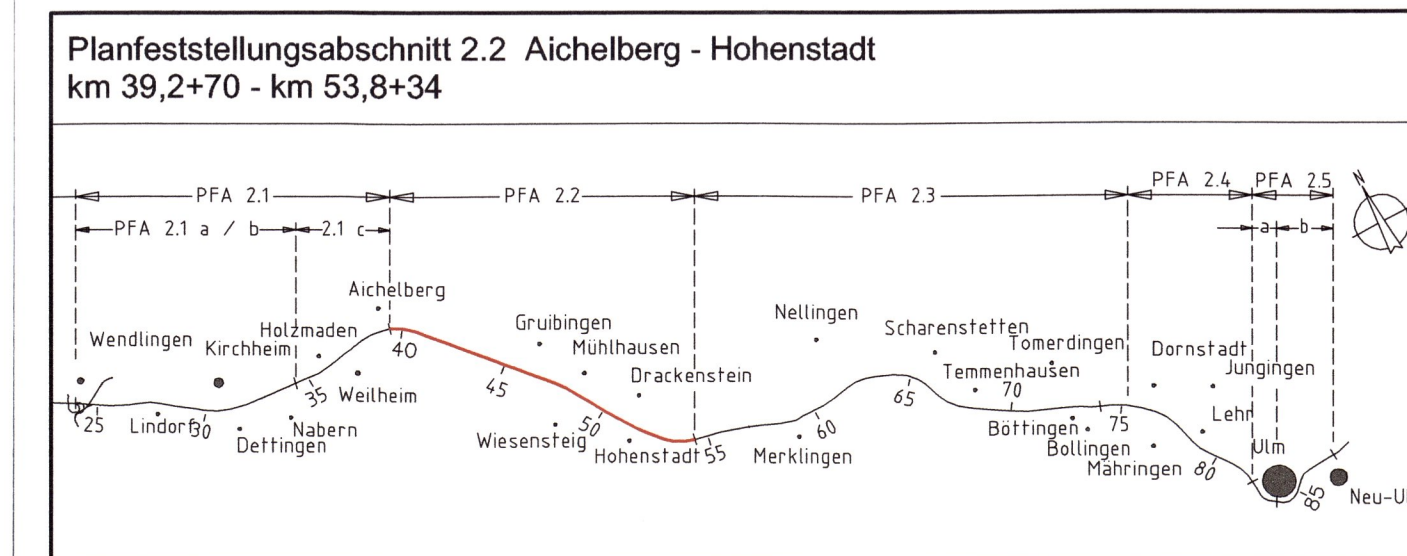 Planfeststellungsabschnitt 2.2 Aichelberg - Hohenstadt
km 39,2+70 - km 53,8+34
PFA 2.1
PFA 2.2
PFA 2.3
PFA 2.4
PFA 2.5
PFA 2.1 a / b
2.1 c
a
b
N
Aichelberg
Wendlingen
Kirchheim
Holzmaden
Weilheim
Lindorf
Dettingen
Nabern
25
30
35
40
Gruibingen
Mühlhausen
Drackenstein
45
50
Wiesensteig
Hohenstadt
55
Nellingen
Merklingen
60
Scharenstetten
Tomerdingen
Temmenhausen
65
70
75
Böttingen
Bollingen
Mähringen
Dornstadt
Jungingen
Lehr
80
Ulm
85